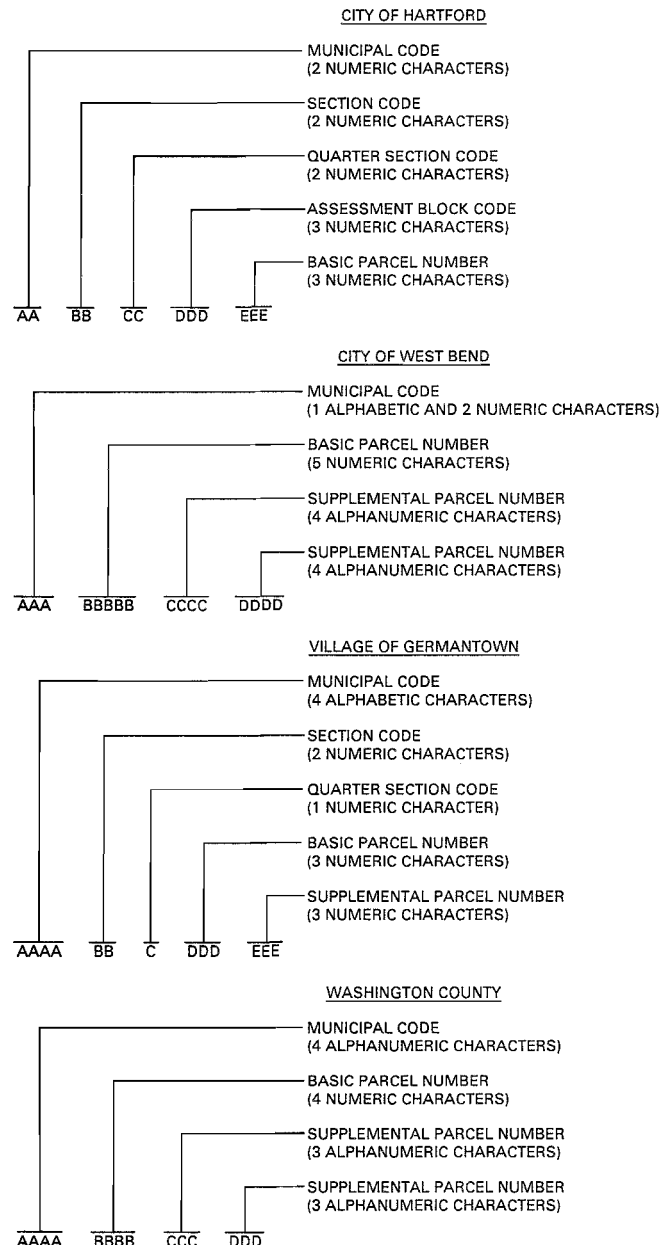 CITY OF HARTFORD
MUNICIPAL CODE
(2 NUMERIC CHARACTERS)
SECTION CODE
(2 NUMERIC CHARACTERS)
QUARTER SECTION CODE
(2 NUMERIC CHARACTERS)
ASSESSMENT BLOCK CODE
(3 NUMERIC CHARACTERS)
BASIC PARCEL NUMBER
(3 NUMERIC CHARACTERS)
AA BB CC DDD EEE
CITY OF WEST BEND
MUNICIPAL CODE
(1 ALPHABETIC AND 2 NUMERIC CHARACTERS)
BASIC PARCEL NUMBER
(5 NUMERIC CHARACTERS)
SUPPLEMENTAL PARCEL NUMBER
(4 ALPHANUMERIC CHARACTERS)
SUPPLEMENTAL PARCEL NUMBER
(4 ALPHANUMERIC CHARACTERS)
AAA BBBBB CCCC DDDD
VILLAGE OF GERMANTOWN
MUNICIPAL CODE
(4 ALPHABETIC CHARACTERS)
SECTION CODE
(2 NUMERIC CHARACTERS)
QUARTER SECTION CODE
(1 NUMERIC CHARACTER)
BASIC PARCEL NUMBER
(3 NUMERIC CHARACTERS)
SUPPLEMENTAL PARCEL NUMBER
(3 NUMERIC CHARACTERS)
AAAA BB C DDD EEE
WASHINGTON COUNTY
MUNICIPAL CODE
(4 ALPHANUMERIC CHARACTERS)
BASIC PARCEL NUMBER
(4 NUMERIC CHARACTERS)
SUPPLEMENTAL PARCEL NUMBER
(3 ALPHANUMERIC CHARACTERS)
SUPPLEMENTAL PARCEL NUMBER
(3 ALPHANUMERIC CHARACTERS)
AAAA BBBB CCC DDD